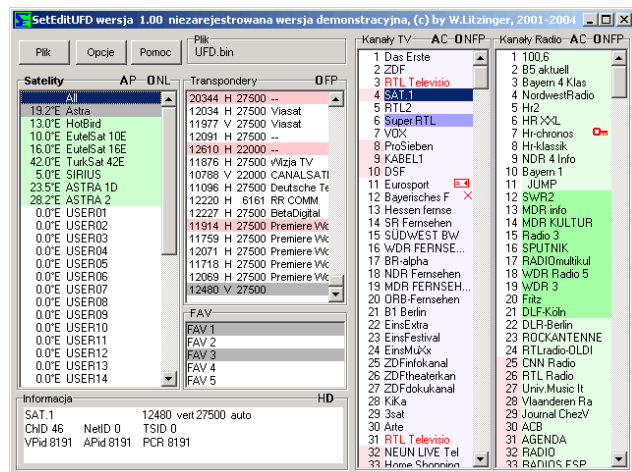 SetEditUFD wersja 1.00 niezarejestrowana wersja demonstracyjna, (c) by W.Litzinger, 2001-2004
Plik
Opcje
Pomoc
Plik
UFD.bin
Satelity AP ONL
All
19.2°E Astra
13.0°E HotBird
10.0°E EutelSat 10E
16.0°E EutelSat 16E
42.0°E TurkSat 42E
5.0°E SIRIUS
23.5°E ASTRA 1D
28.2°E ASTRA 2
0.0°E USER01
0.0°E USER02
0.0°E USER03
0.0°E USER04
0.0°E USER05
0.0°E USER06
0.0°E USER07
0.0°E USER08
0.0°E USER09
0.0°E USER10
0.0°E USER11
0.0°E USER12
0.0°E USER13
0.0°E USER14
Transpondery OFP
20344 H 27500 --
12034 H 27500 Viasat
11977 V 27500 Viasat
12091 H 27500 --
12610 H 22000 --
11876 H 27500 Wizja TV
10788 V 22000 CANALSATI
11096 H 27500 Deutsche Te
12220 H 6161 RR COMM
12227 H 27500 BetaDigital
11914 H 27500 Premiere Wo
11759 H 27500 Premiere Wo
12071 H 27500 Premiere Wo
11718 H 27500 Premiere Wo
12069 H 27500 Premiere Wo
12480 V 27500
FAV
FAV 1
FAV 2
FAV 3
FAV 4
FAV 5
Kanały TV AC ONFP
1 Das Erste
2 ZDF
3 RTL Televisio
4 SAT.1
5 RTL2
6 Super RTL
7 VOX
8 ProSieben
9 KABEL1
10 DSF
11 Eurosport
12 Bayerisches F
13 Hessen fernse
14 SR Fernsehen
15 SÜDWEST BW
16 WDR FERNSE...
17 BR-alpha
18 NDR Fernsehen
19 MDR FERNSEH...
20 ORB-Fernsehen
21 B1 Berlin
22 EinsExtra
23 EinsFestival
24 EinsMuXx
25 ZDFinfokanal
26 ZDFtheaterkan
27 ZDFdokukanal
28 KiKa
29 3sat
30 Arte
31 RTL Televisio
32 NEUN LIVE Tel
33 Home Shopping
Kanały Radio AC ONFP
1 100,6
2 B5 aktuell
3 Bayern 4 Klas
4 NordwestRadio
5 Hr2
6 HR XXL
7 Hr-chronos
8 Hr-klassik
9 NDR 4 Info
10 Bayern 1
11 JUMP
12 SWR2
13 MDR info
14 MDR KULTUR
15 Radio 3
16 SPUTNIK
17 RADIOmultikul
18 WDR Radio 5
19 WDR 3
20 Fritz
21 DLF-Köln
22 DLR-Berlin
23 ROCKANTENNE
24 RTLradio-OLDI
25 CNN Radio
26 RTL Radio
27 Univ.Music It
28 Vlaanderen Ra
29 Journal ChezV
30 ACB
31 AGENDA
32 RADIO
33 RADIOS ESP
Informacja HD
SAT.1 12480 vert 27500 auto
ChID 46 NetID 0 TSID 0
VPid 8191 APid 8191 PCR 8191